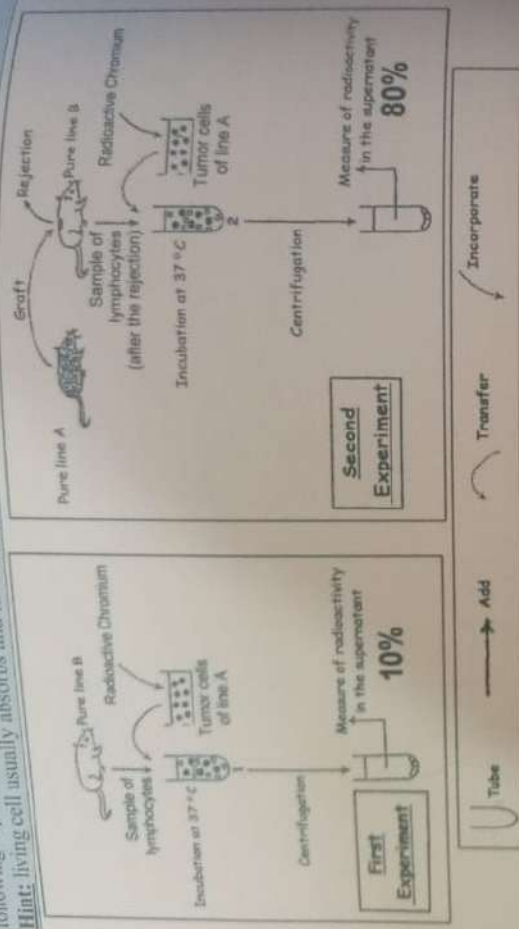 Hint: living cell usually absorbs and
Pure line B
Sample of
lymphocytes
Radioactive Chromium
Tumor cells
of line A
Incubation at 37 °C
1
Centrifugation
Measure of radioactivity
in the supernatant
10%
First
Experiment
Graft
Rejection
Pure line A
Pure line B
Sample of
lymphocytes
(after the rejection)
Radioactive Chromium
Tumor cells
of line A
Incubation at 37 °C
2
Centrifugation
Measure of radioactivity
in the supernatant
80%
Second
Experiment
Tube
Add
Transfer
Incorporate